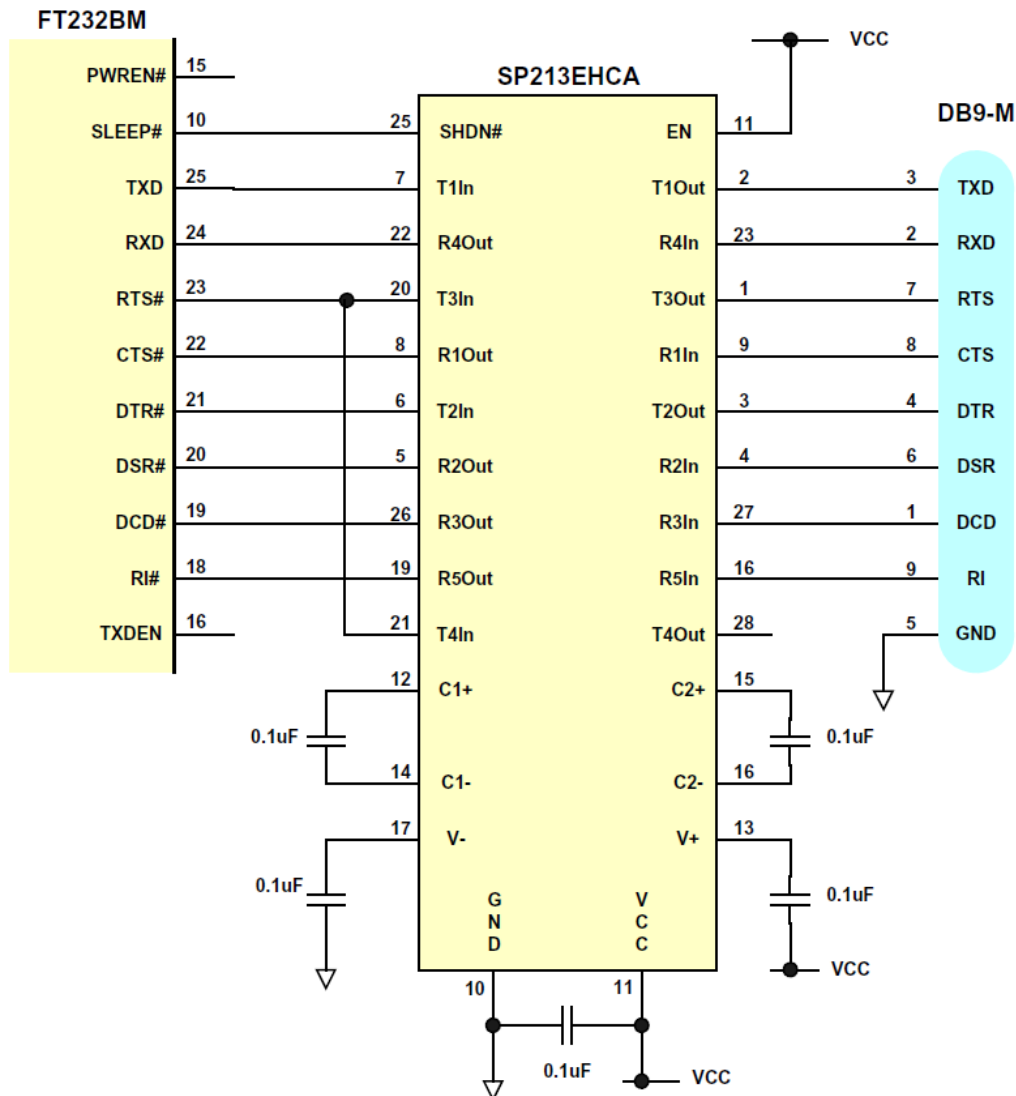 FT232BM
VCC
PWREN# 15
SP213EHCA
DB9-M
SLEEP# 10 25 SHDN# EN 11
TXD 25 7 T1In T1Out 2 3 TXD
RXD 24 22 R4Out R4In 23 2 RXD
RTS# 23 20 T3In T3Out 1 7 RTS
CTS# 22 8 R1Out R1In 9 8 CTS
DTR# 21 6 T2In T2Out 3 4 DTR
DSR# 20 5 R2Out R2In 4 6 DSR
DCD# 19 26 R3Out R3In 27 1 DCD
RI# 18 19 R5Out R5In 16 9 RI
TXDEN 16 21 T4In T4Out 28 5 GND
12 C1+ C2+ 15
0.1uF 0.1uF
14 C1- C2- 16
17 V- V+ 13
0.1uF 0.1uF
GND VCC
VCC
10 11
0.1uF VCC